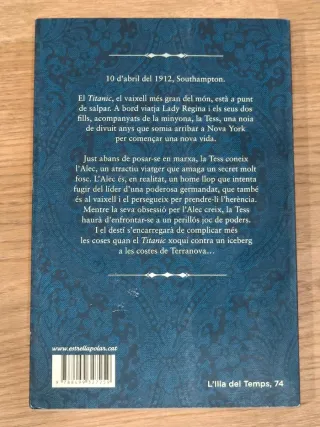 10 d'abril del 1912, Southampton.
El Titanic, el vaixell més gran del món, està a punt
de salpar. A bord viatja Lady Regina i els seus dos
fills, acompanyats de la minyona, la Tess, una noia
de divuit anys que somia arribar a Nova York
per començar una nova vida.
Just abans de posar-se en marxa, la Tess coneix
l'Alec, un atractiu viatger que amaga un secret molt
fosc. L'Alec és, en realitat, un home llop que intenta
fugir del líder d'una poderosa germandat, que també
és al vaixell i el persegueix per prendre-li l'herència.
Mentre la seva obsessió per l'Alec creix, la Tess
haurà d'enfrontar-se a un perillós joc de poders.
I el destí s'encarregarà de complicar més
les coses quan el Titanic xoqui contra un iceberg
a les costes de Terranova...
www.estrellapolar.cat
L'Illa del Temps, 74